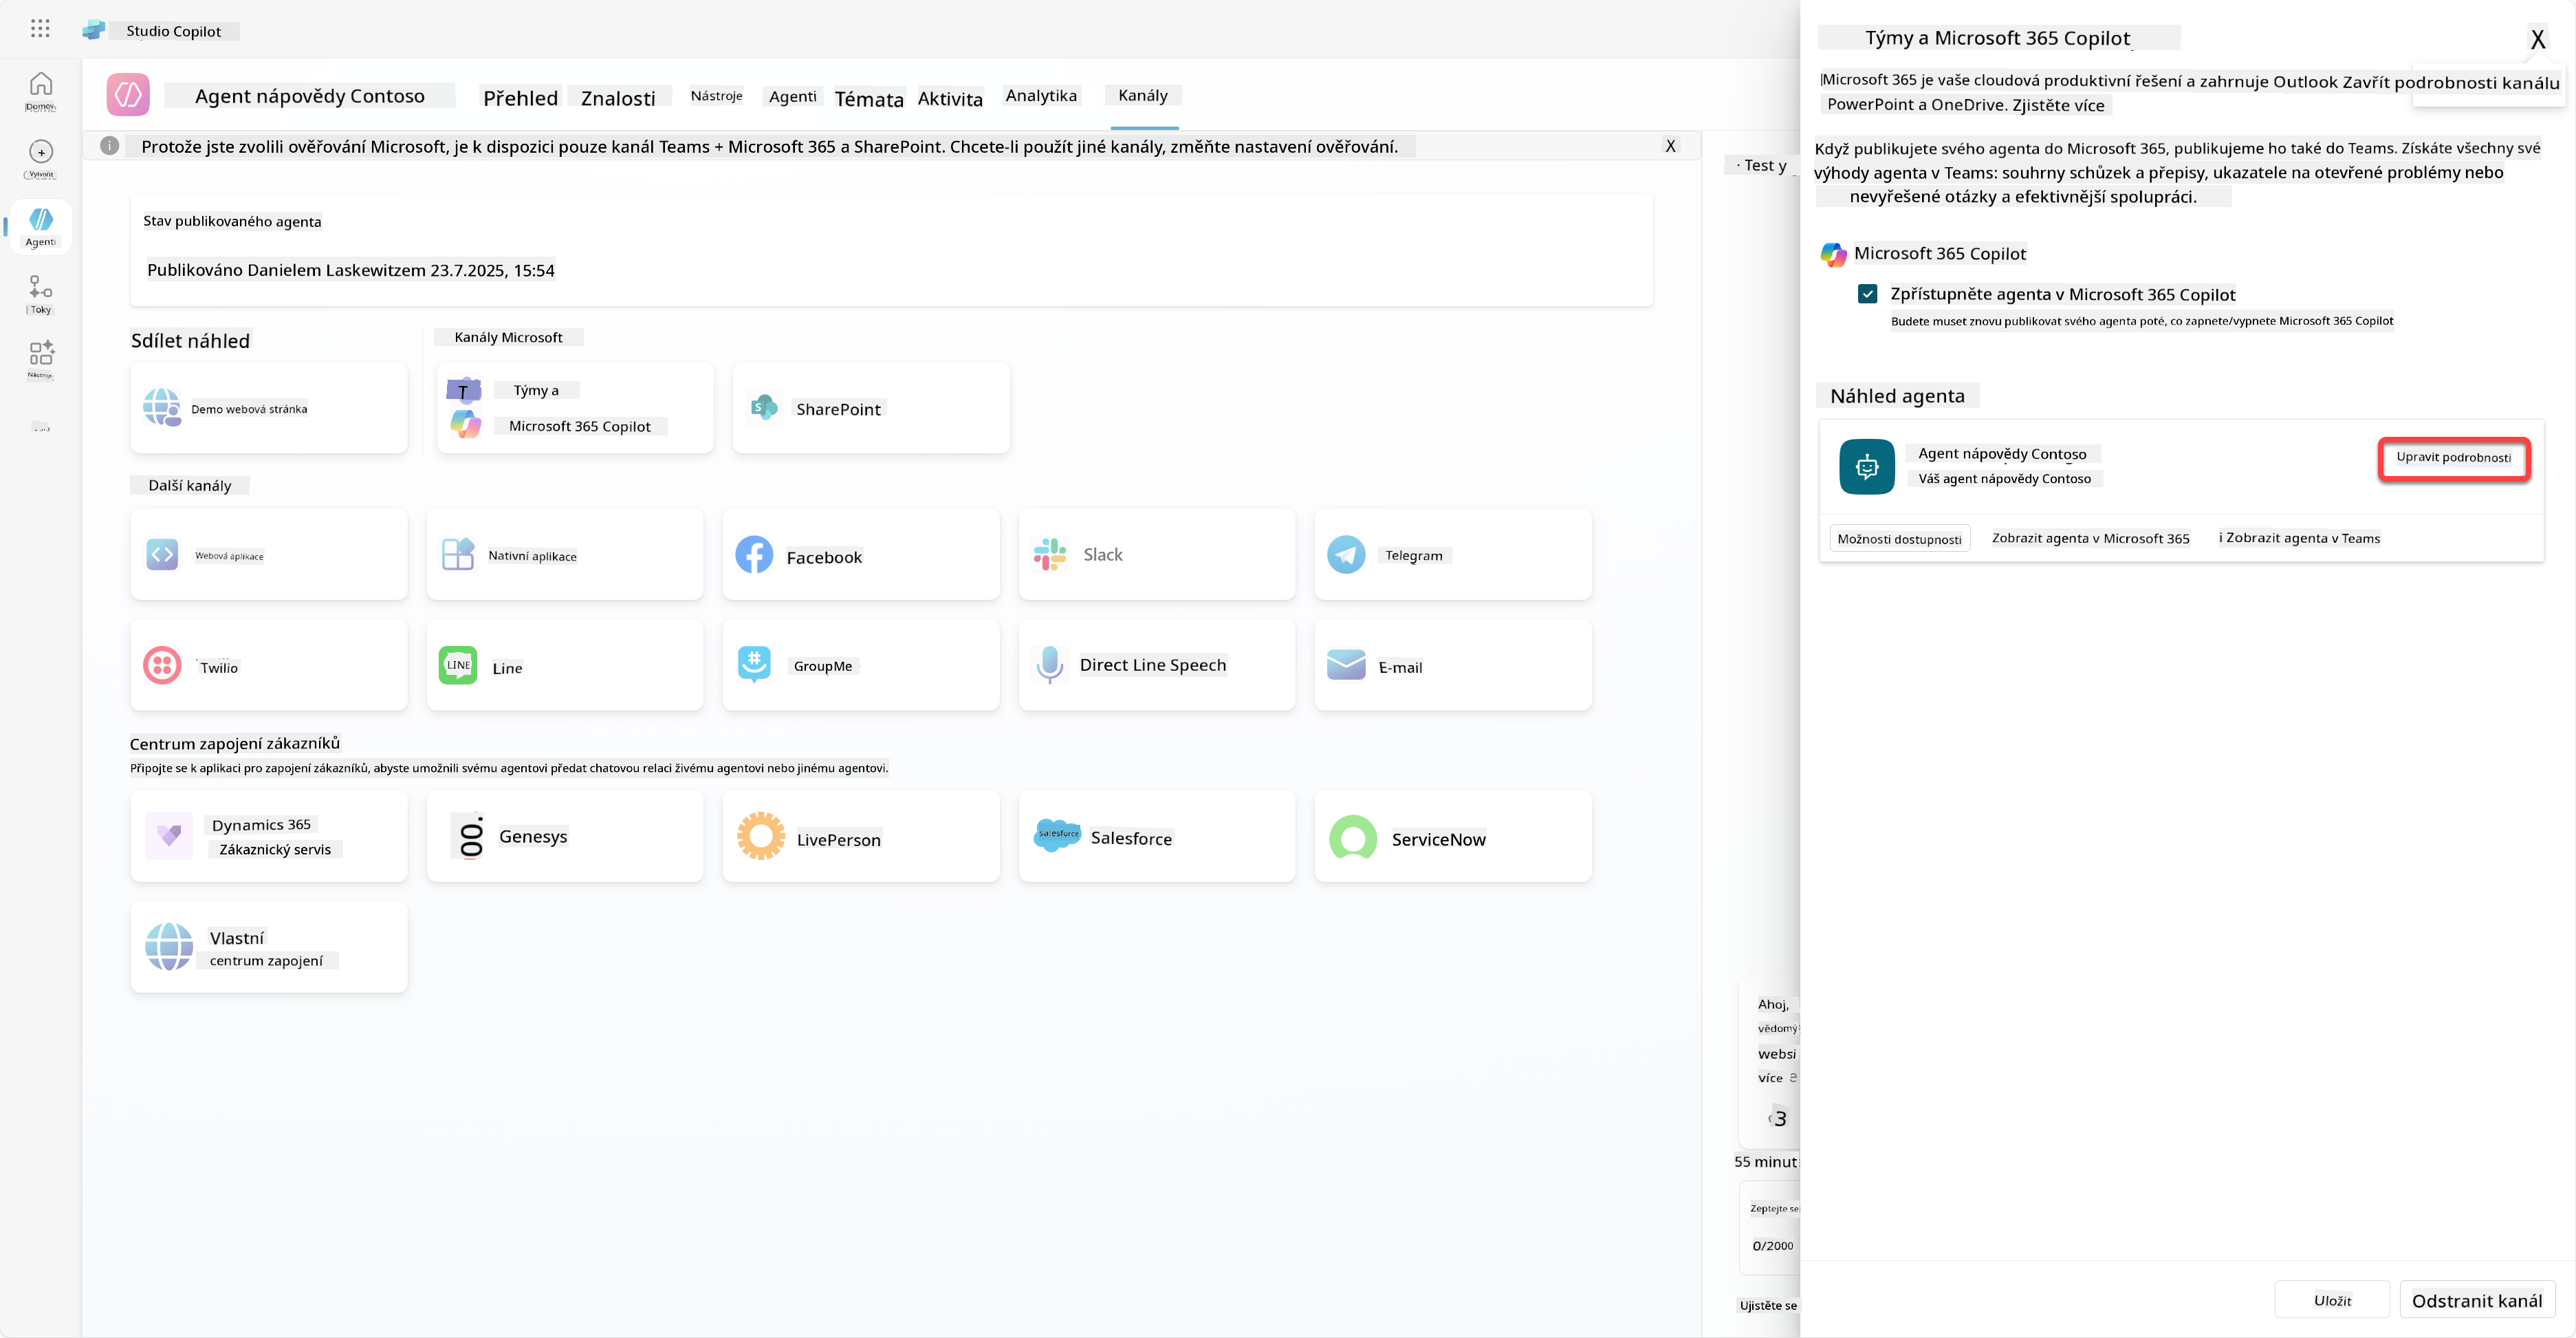 Studio Copilot
Domov
Vytvořit
Agenti
Toky
Nástroje
Agent nápovědy Contoso
Přehled
Znalosti
Nástroje
Agenti
Témata
Aktivita
Analytika
Kanály
Protože jste zvolili ověřování Microsoft, je k dispozici pouze kanál Teams + Microsoft 365 a SharePoint. Chcete-li použít jiné kanály, změňte nastavení ověřování.
X
Stav publikovaného agenta
Publikováno Danielem Laskewitzem 23.7.2025, 15:54
Sdílet náhled
Kanály Microsoft
Demo webová stránka
T
Týmy a
Microsoft 365 Copilot
S
SharePoint
Další kanály
Webová aplikace
Nativní aplikace
Facebook
Slack
Telegram
Twilio
LINE
Line
GroupMe
Direct Line Speech
E-mail
Centrum zapojení zákazníků
Připojte se k aplikaci pro zapojení zákazníků, abyste umožnili svému agentovi předat chatovou relaci živému agentovi nebo jinému agentovi.
Dynamics 365
Zákaznický servis
Genesys
LivePerson
salesforce
Salesforce
ServiceNow
Vlastní
centrum zapojení
· Test y
Ahoj,
vědomý
websi
více
3
55 minut
Zeptejte se
0/2000
Ujistěte se
Týmy a Microsoft 365 Copilot
X
Microsoft 365 je vaše cloudová produktivní řešení a zahrnuje Outlook Zavřít podrobnosti kanálu
PowerPoint a OneDrive. Zjistěte více
Když publikujete svého agenta do Microsoft 365, publikujeme ho také do Teams. Získáte všechny své
výhody agenta v Teams: souhrny schůzek a přepisy, ukazatele na otevřené problémy nebo
nevyřešené otázky a efektivnější spolupráci.
Microsoft 365 Copilot
Zpřístupněte agenta v Microsoft 365 Copilot
Budete muset znovu publikovat svého agenta poté, co zapnete/vypnete Microsoft 365 Copilot
Náhled agenta
Agent nápovědy Contoso
Váš agent nápovědy Contoso
Upravit podrobnosti
Možnosti dostupnosti
Zobrazit agenta v Microsoft 365
i Zobrazit agenta v Teams
Uložit
Odstranit kanál